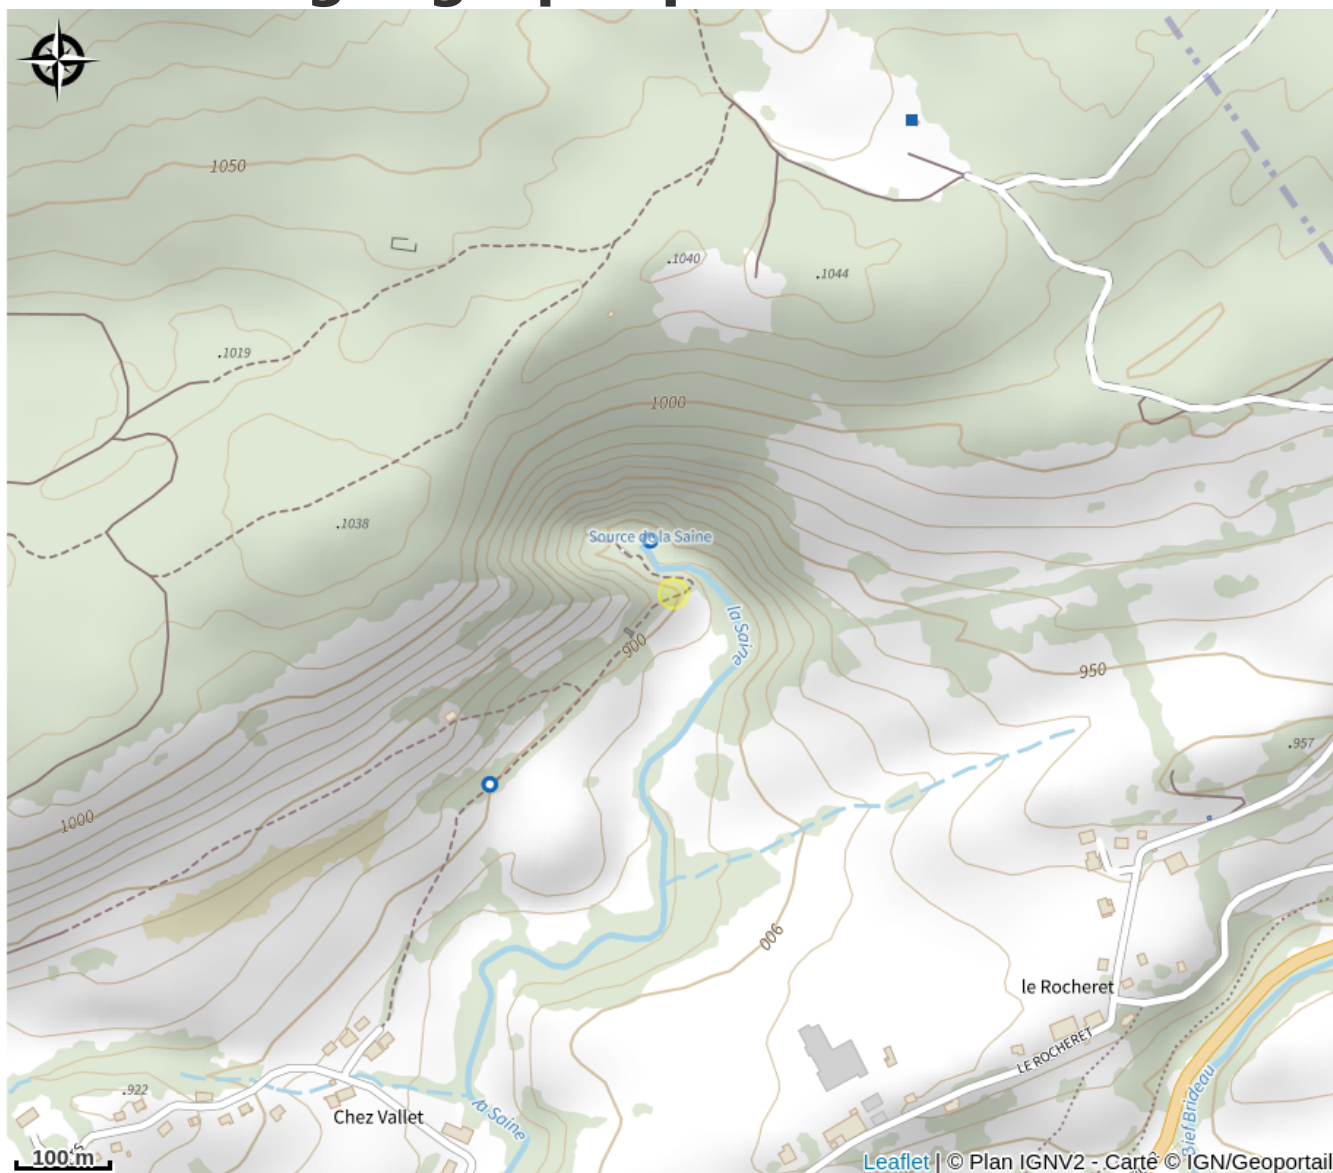 1050
.1040
.1044
.1019
1000
.1038
Source de la Saine
la Saine
900
950
.957
1000
900
le Rocheret
LE ROCHERET
.922
Chez Vallet
la Saine
Bief Brideau
100 m
Leaflet | © Plan IGNV2 - Carte © IGN/Geoportail